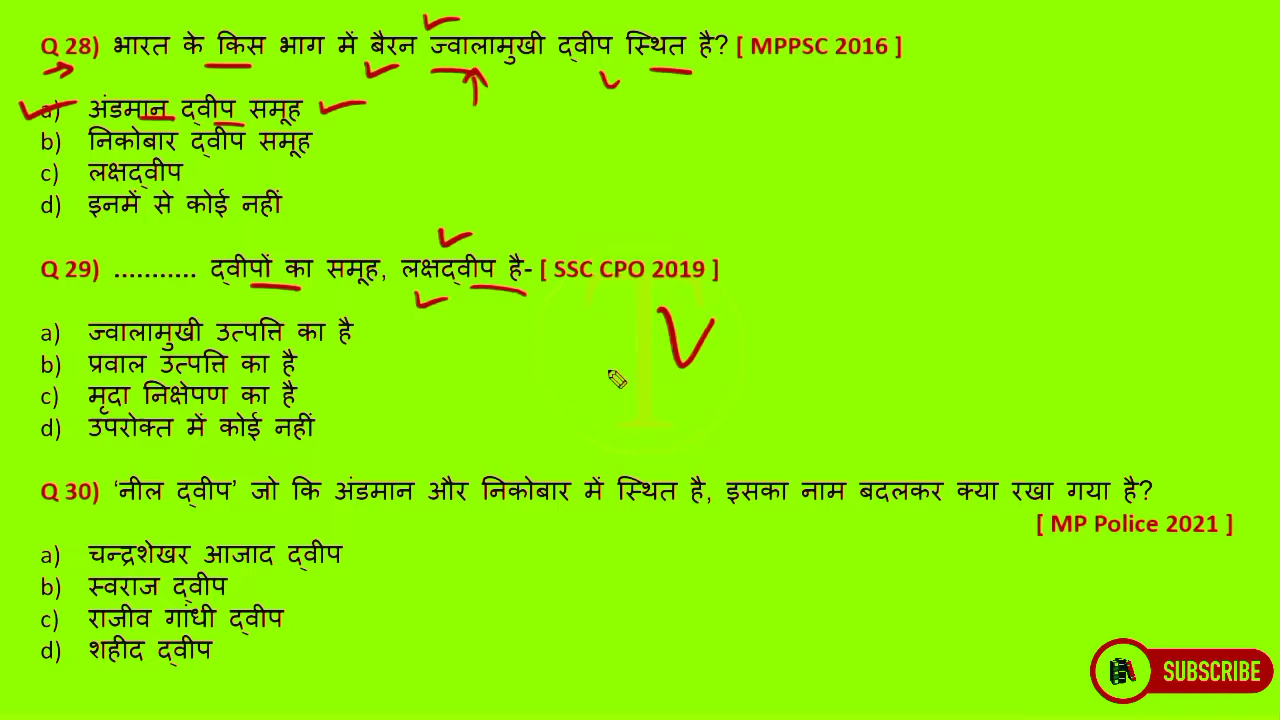 Q 28) भारत के किस भाग में बैरन ज्वालामुखी द्वीप स्थित है? [ MPPSC 2016 ]
a) अंडमान द्वीप समूह
b) निकोबार द्वीप समूह
c) लक्षद्वीप
d) इनमें से कोई नहीं
Q 29) ........... द्वीपों का समूह, लक्षद्वीप है- [ SSC CPO 2019 ]
a) ज्वालामुखी उत्पत्ति का है
b) प्रवाल उत्पत्ति का है
c) मृदा निक्षेपण का है
d) उपरोक्त में कोई नहीं
Q 30) ‘नील द्वीप’ जो कि अंडमान और निकोबार में स्थित है, इसका नाम बदलकर क्या रखा गया है?
[ MP Police 2021 ]
a) चन्द्रशेखर आजाद द्वीप
b) स्वराज द्वीप
c) राजीव गांधी द्वीप
d) शहीद द्वीप
SUBSCRIBE